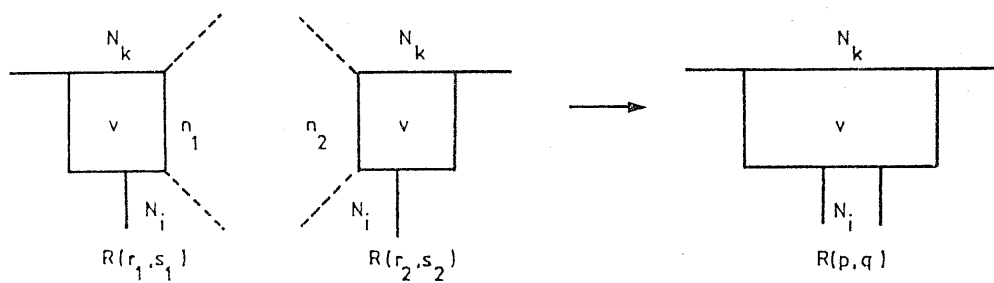 N_k N_k N_k
v n_1 n_2 v v
N_i N_i N_i
R(r_1,s_1) R(r_2,s_2) R(p,q)